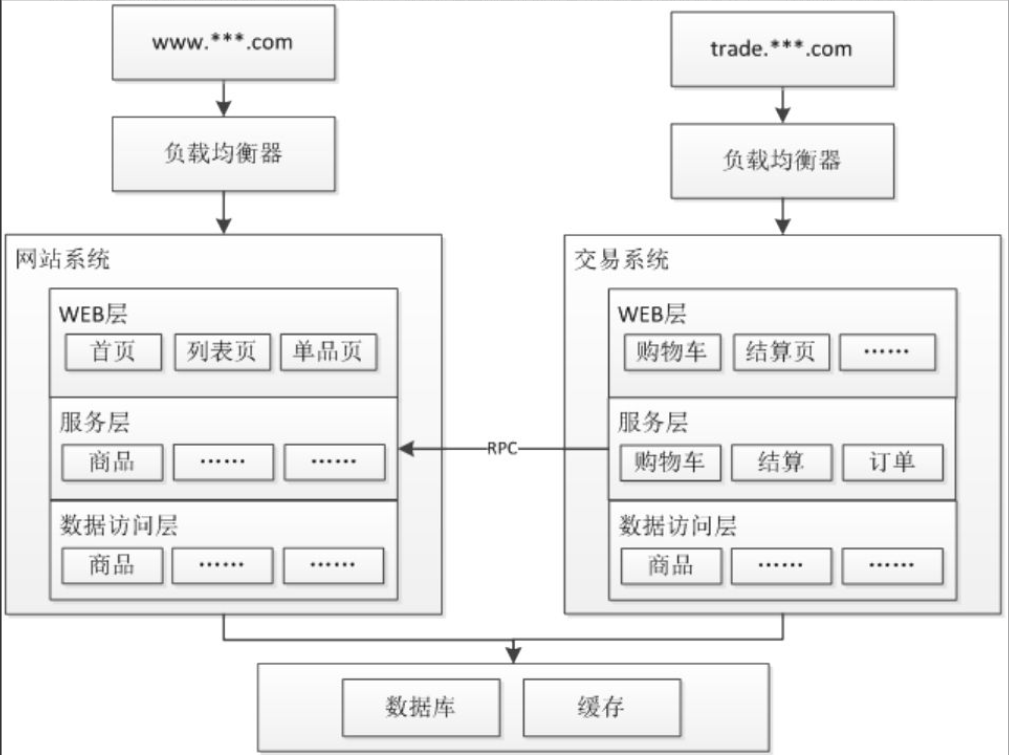 www.***.com
负载均衡器
网站系统
WEB层
首页 列表页 单品页
服务层
商品 …… ……
数据访问层
商品 …… ……
trade.***.com
负载均衡器
交易系统
WEB层
购物车 结算页 ……
服务层
购物车 结算 订单
数据访问层
商品 …… ……
RPC
数据库 缓存